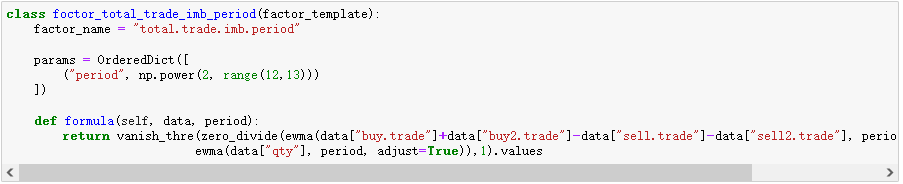 class foctor_total_trade_imb_period(factor_template):
    factor_name = "total.trade.imb.period"
    params = OrderedDict([
        ("period", np.power(2, range(12,13)))
    ])
    def formula(self, data, period):
        return vanish_thre(zero_divide(ewma(data["buy.trade"]+data["buy2.trade"]-data["sell.trade"]-data["sell2.trade"], perio
                           ewma(data["qty"], period, adjust=True)),1).values